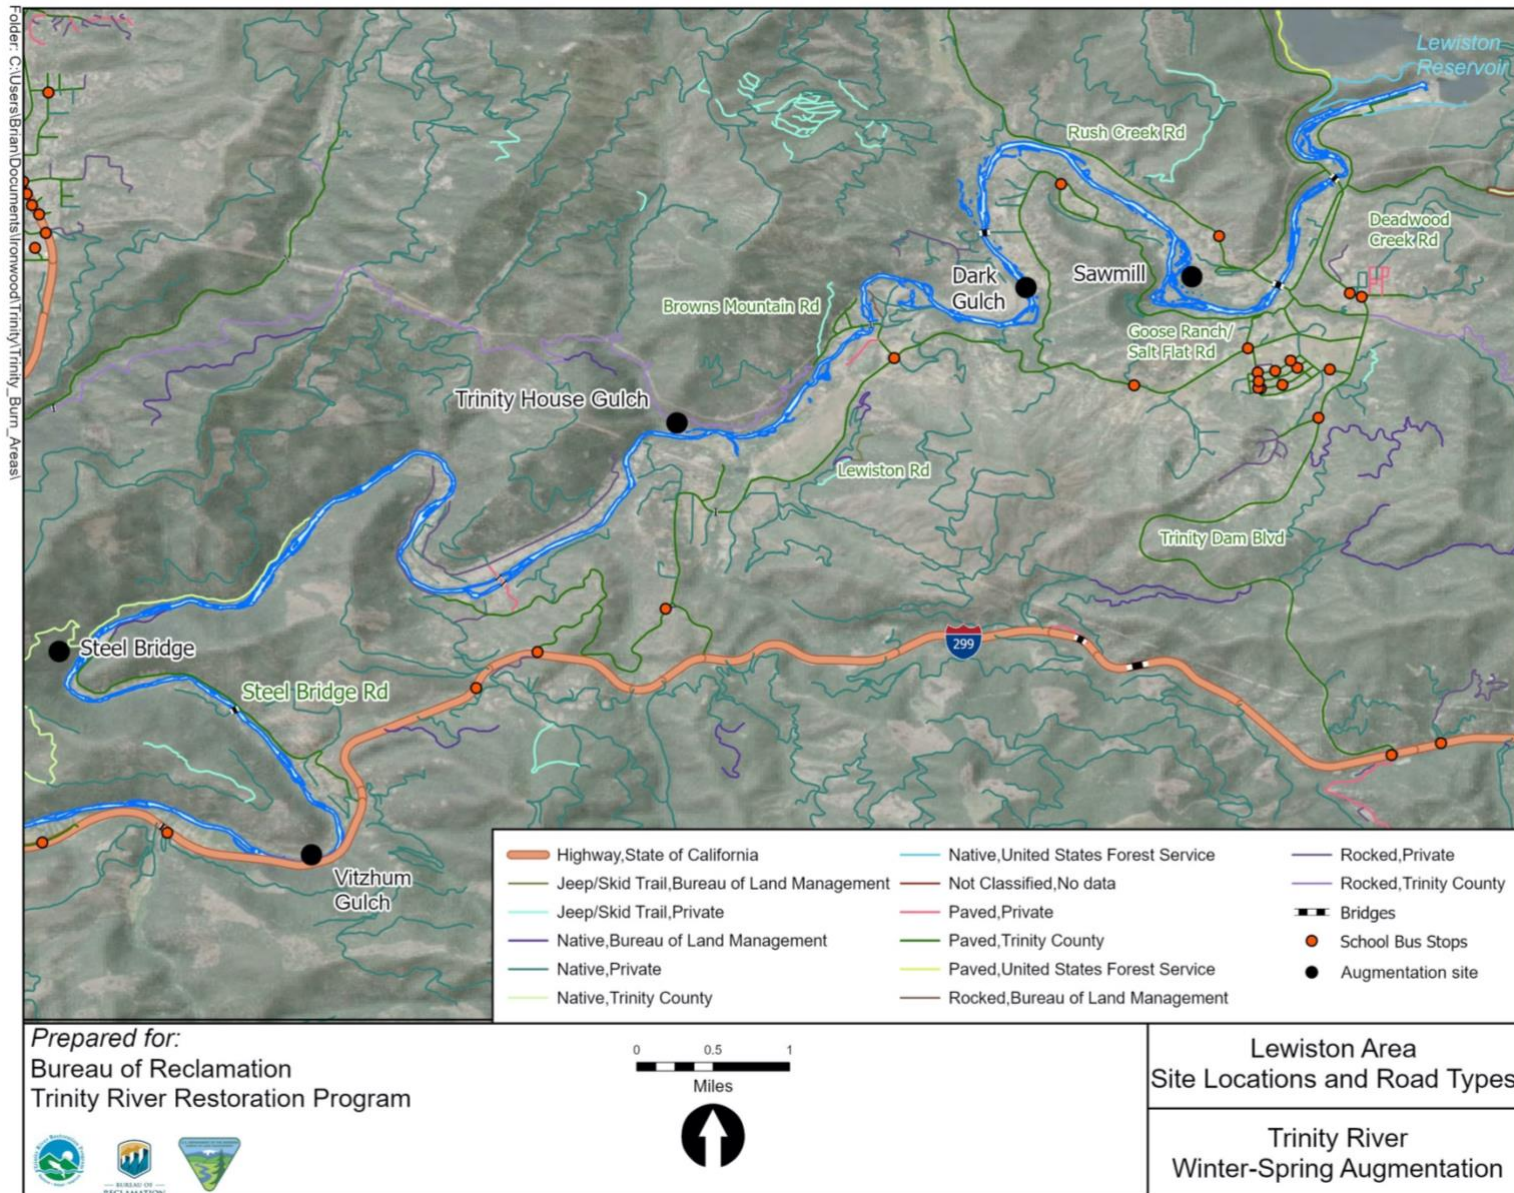 Folder: C:\Users\Brian\Documents\Ironwood\Trinity\Trinity_Burn_Areas\
Lewiston
Reservoir
Rush Creek Rd
Deadwood
Creek Rd
Dark
Gulch
Sawmill
Browns Mountain Rd
Goose Ranch/
Salt Flat Rd
Trinity House Gulch
Lewiston Rd
Trinity Dam Blvd
Steel Bridge
299
Steel Bridge Rd
Vitzhum
Gulch
Highway,State of California
Jeep/Skid Trail,Bureau of Land Management
Jeep/Skid Trail,Private
Native,Bureau of Land Management
Native,Private
Native,Trinity County
Native,United States Forest Service
Not Classified,No data
Paved,Private
Paved,Trinity County
Paved,United States Forest Service
Rocked,Bureau of Land Management
Rocked,Private
Rocked,Trinity County
Bridges
School Bus Stops
Augmentation site
Prepared for:
Bureau of Reclamation
Trinity River Restoration Program
0 0.5 1
Miles
Lewiston Area
Site Locations and Road Types
Trinity River
Winter-Spring Augmentation
BUREAU OF
RECLAMATION